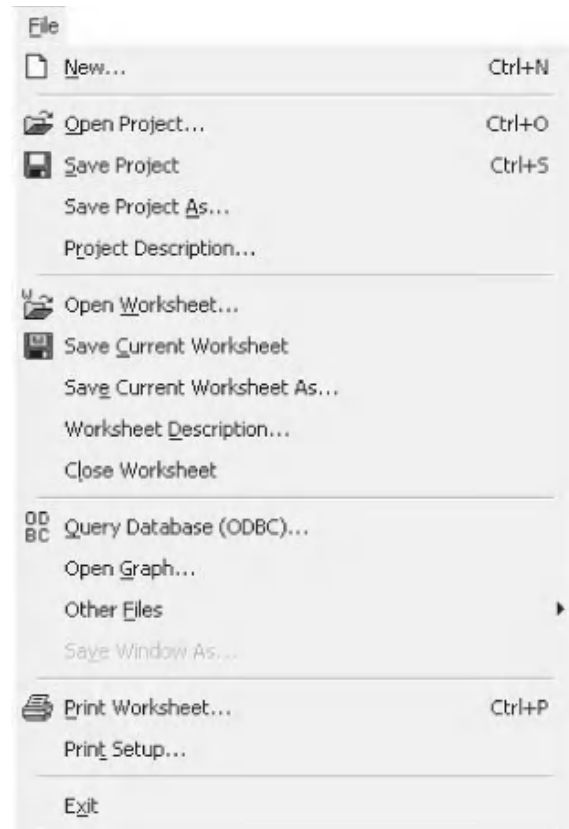 File
New... Ctrl+N
Open Project... Ctrl+O
Save Project Ctrl+S
Save Project As...
Project Description...
Open Worksheet...
Save Current Worksheet
Save Current Worksheet As...
Worksheet Description...
Close Worksheet
OD
BC Query Database (ODBC)...
Open Graph...
Other Files
Save Window As...
Print Worksheet... Ctrl+P
Print Setup...
Exit